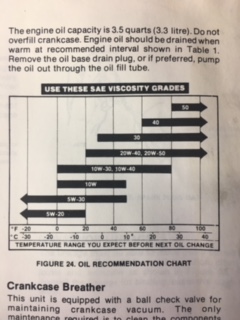 The engine oil capacity is 3.5 quarts (3.3 litre). Do not
overfill crankcase. Engine oil should be drained when
warm at recommended interval shown in Table 1.
Remove the oil base drain plug, or if preferred, pump
the oil out through the oil fill tube.
USE THESE SAE VISCOSITY GRADES
50
40
30
20W-40, 20W-50
10W-30, 10W-40
10W
5W-30
5W-20
°F -20 0 20 40 60 80 100
°C -30 -20 -10 0 10° 20 30 40
TEMPERATURE RANGE YOU EXPECT BEFORE NEXT OIL CHANGE
FIGURE 24. OIL RECOMMENDATION CHART
Crankcase Breather
This unit is equipped with a ball check valve for
maintaining crankcase vacuum. The only
maintenance required is to clean the components